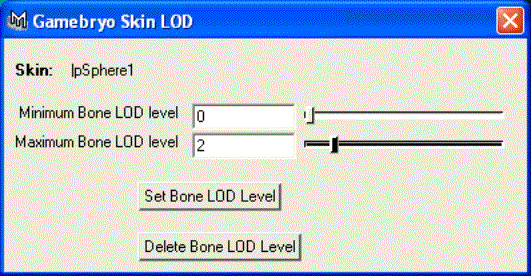 Gamebryo Skin LOD
Skin: |pSphere1
Minimum Bone LOD level 0
Maximum Bone LOD level 2
Set Bone LOD Level
Delete Bone LOD Level